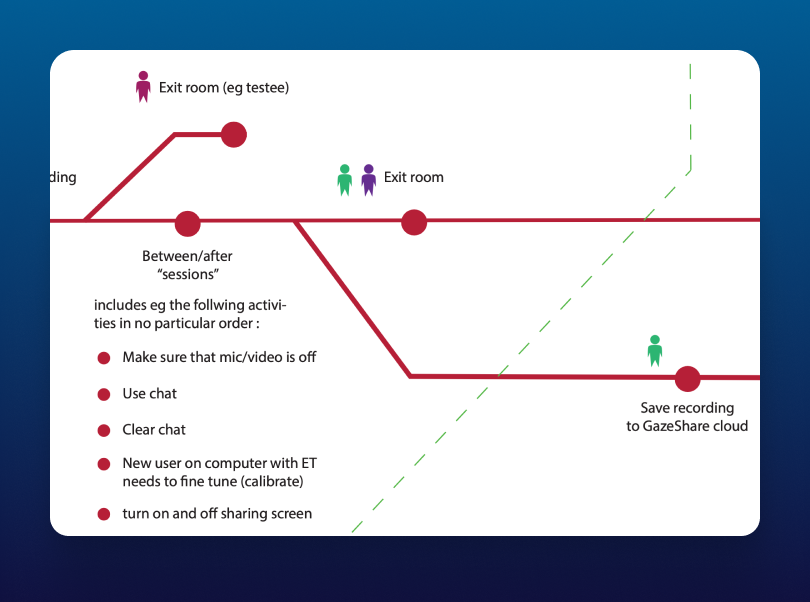 Exit room (eg testee)
ding
Exit room
Between/after
“sessions”
includes eg the follwing activi-
ties in no particular order :
Make sure that mic/video is off
Use chat
Clear chat
New user on computer with ET
needs to fine tune (calibrate)
turn on and off sharing screen
Save recording
to GazeShare cloud